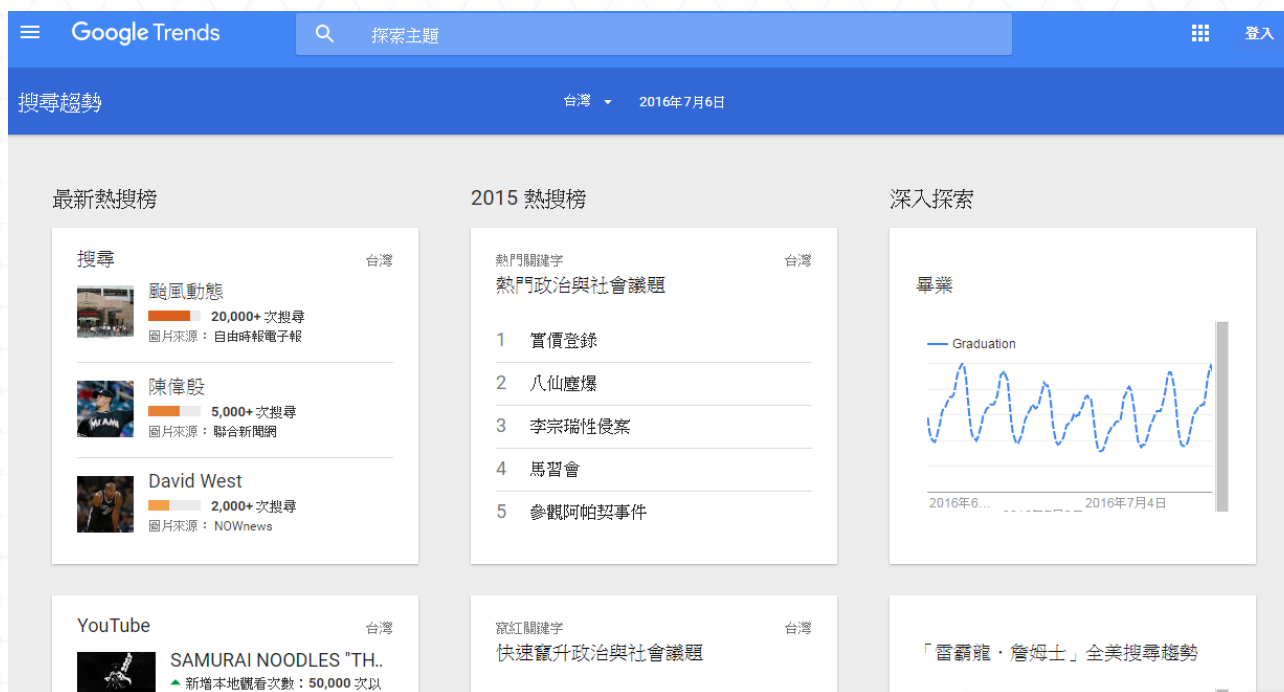 Google Trends
探索主題
登入
搜尋趨勢
台灣
2016年7月6日
最新熱搜榜
搜尋
台灣
颱風動態
20,000+ 次搜尋
圖片來源： 自由時報電子報
陳偉殷
5,000+ 次搜尋
圖片來源： 聯合新聞網
David West
2,000+ 次搜尋
圖片來源： NOWnews
YouTube
台灣
SAMURAI NOODLES "TH..
新增本地觀看次數：50,000 次以
2015 熱搜榜
熱門關鍵字
台灣
熱門政治與社會議題
1 實價登錄
2 八仙塵爆
3 李宗瑞性侵案
4 馬習會
5 參觀阿帕契事件
竄紅關鍵字
台灣
快速竄升政治與社會議題
深入探索
畢業
Graduation
2016年6...
2016年7月4日
「雷霸龍．詹姆士」全美搜尋趨勢